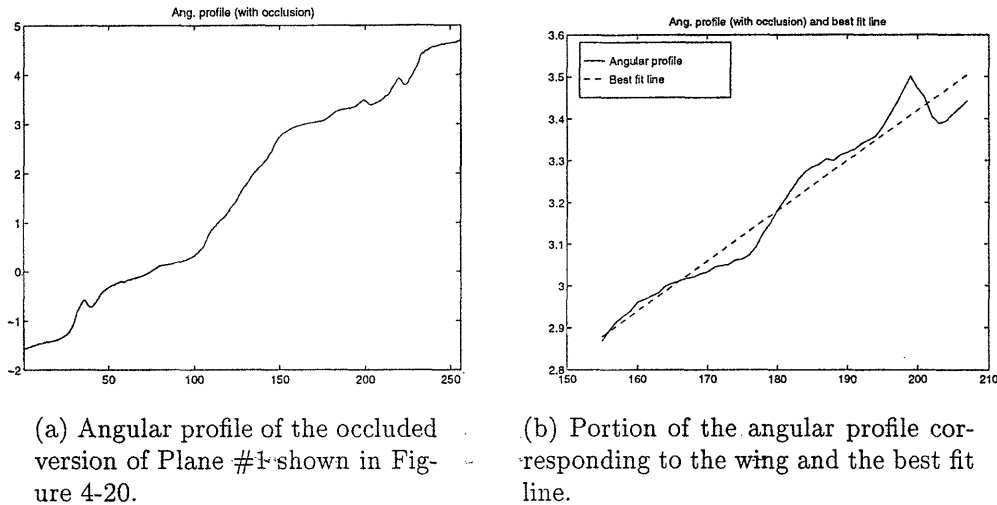 Ang. profile (with occlusion)
5
4
3
2
1
0
-1
-2
50
100
150
200
250
(a) Angular profile of the occluded
version of Plane #1 shown in Fig-
ure 4-20.
Ang. profile (with occlusion) and best fit line
3.6
3.5
3.4
3.3
3.2
3.1
3
2.9
2.8
Angular profile
Best fit line
150
160
170
180
190
200
210
(b) Portion of the angular profile cor-
responding to the wing and the best fit
line.